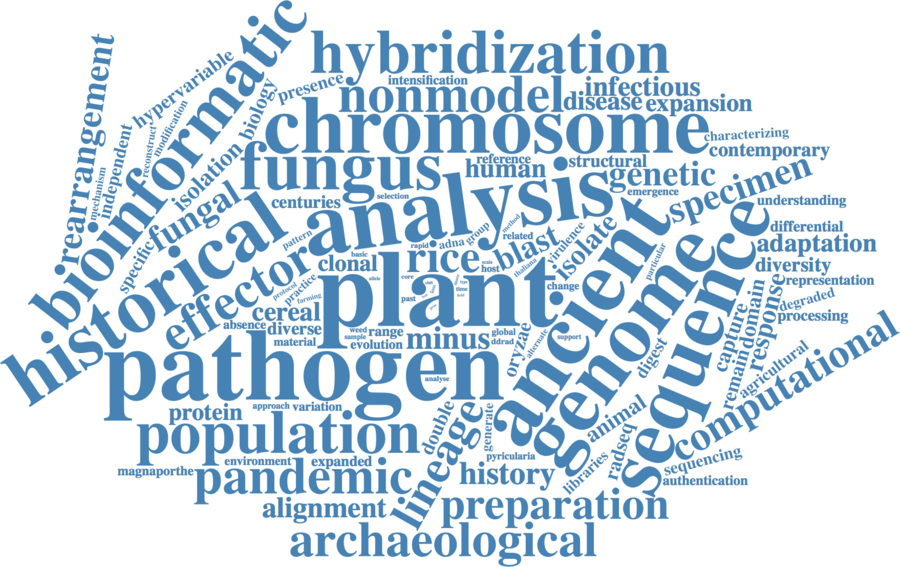 hybridization
bioinformatic
rearrangement
hypervariable
presence
intensification
nonmodel
infectious
disease
expansion
modification
biology
chromosome
characterizing
contemporary
reconstruct
independent
mechanism
isolation
fungus
reference
human
structural
genetic
emergence
specimen
understanding
historical
specific
fungal
centuries
selection
analysis
differential
adaptation
pattern
effector
rapid
adna
group
method
related
blast
virulence
isolate
ancient
particular
diversity
representation
basic
clonal
rice
host
thaliana
change
protocol
practice
farming
allele
core
plant
past
time
genome
sequence
response
degraded
processing
cereal
absence
diverse
material
weed
sample
range
evolution
minus
global
ddrad
oryzae
alternate
support
digest
capture
randomain
agricultural
computational
pathogen
analyse
protein
approach
variation
population
double
lineage
generate
animal
radseq
libraries
sequencing
authentication
magnaporthe
environment
expanded
pandemic
pyricularia
history
alignment
preparation
archaeological